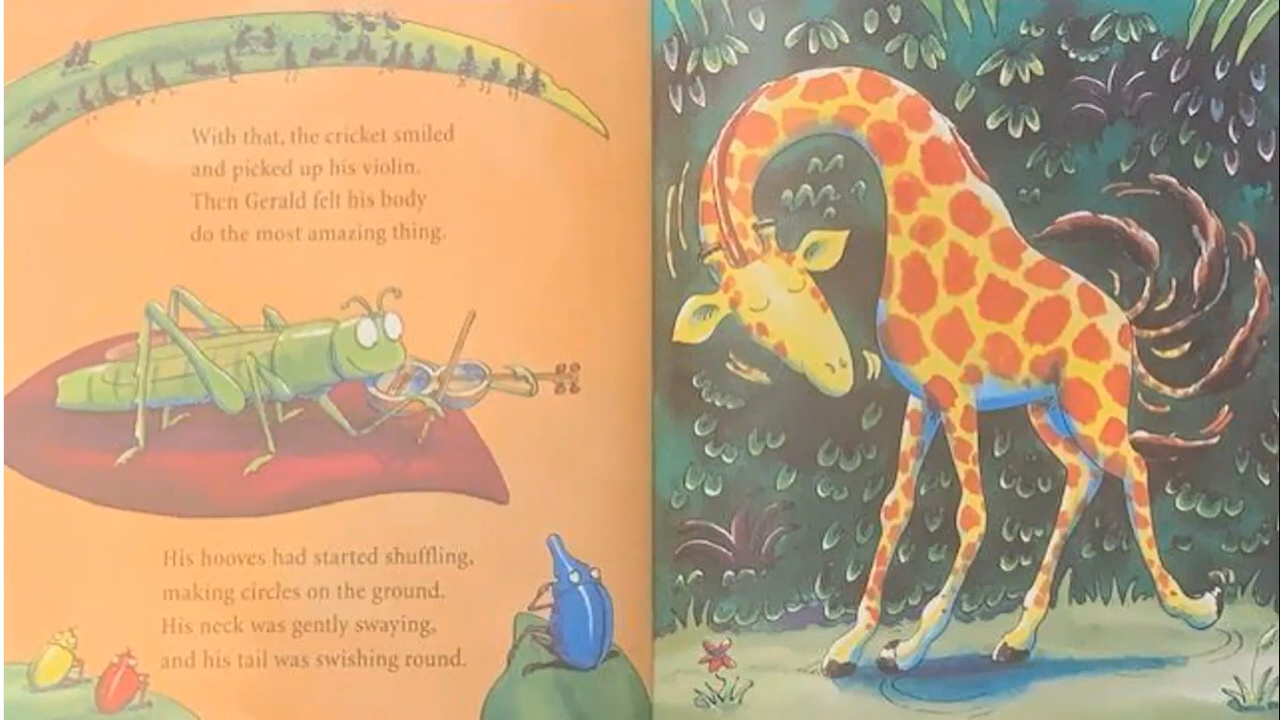 With that, the cricket smiled
and picked up his violin.
Then Gerald felt his body
do the most amazing thing.
His hooves had started shuffling,
making circles on the ground.
His neck was gently swaying,
and his tail was swishing round.